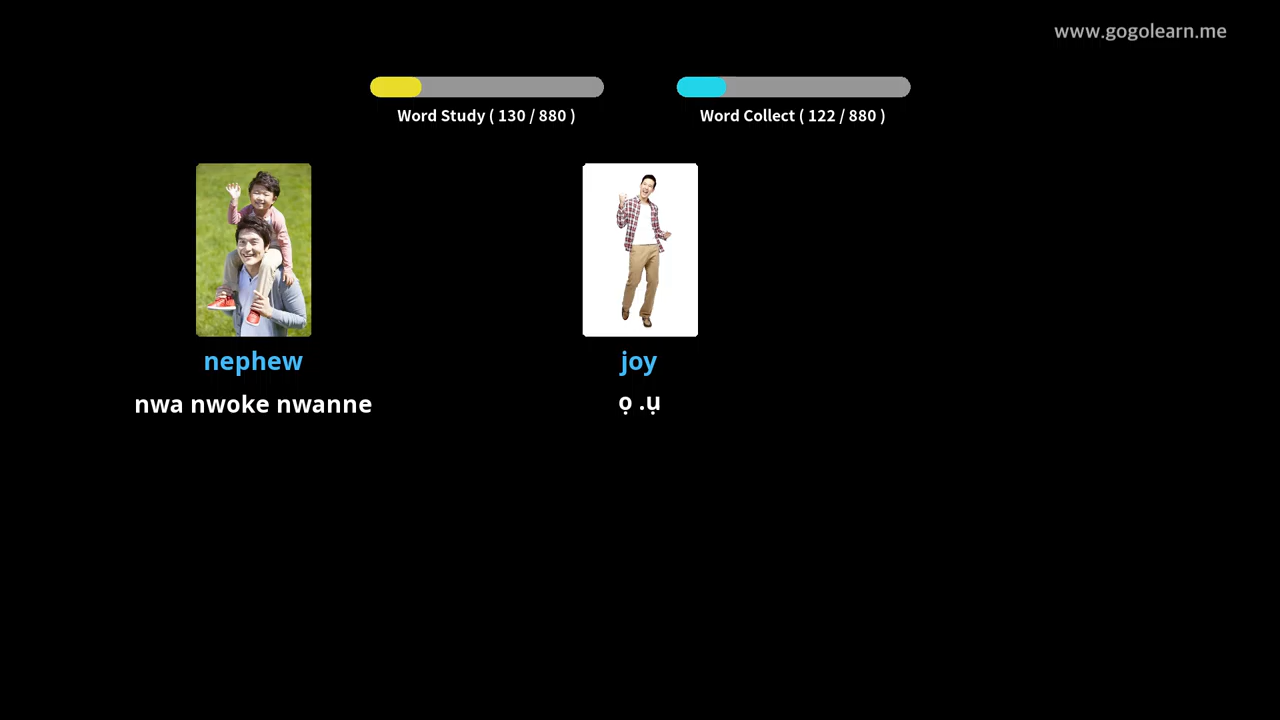 www.gogolearn.me
Word Study ( 130 / 880 )
Word Collect ( 122 / 880 )
nephew
joy
nwa nwoke nwanne
ọ .ụ